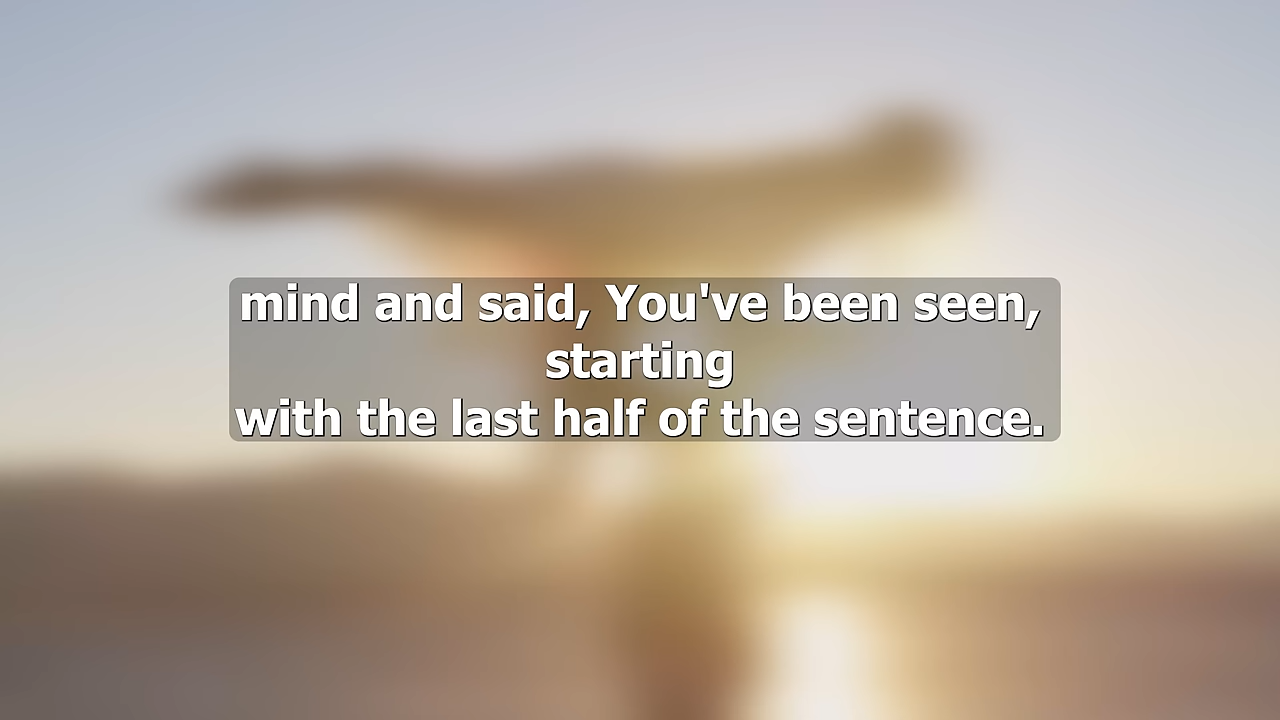 mind and said, You've been seen,
starting
with the last half of the sentence.